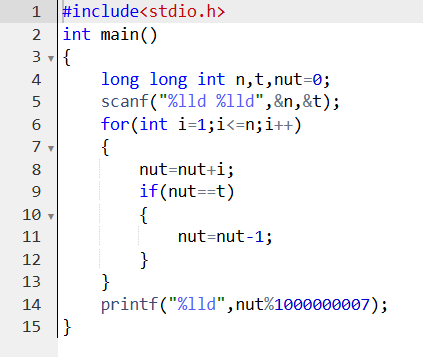 1 #include<stdio.h>
2 int main()
3 {
4 long long int n,t,nut=0;
5 scanf("%lld %lld",&n,&t);
6 for(int i=1;i<=n;i++)
7 {
8 nut=nut+i;
9 if(nut==t)
10 {
11 nut=nut-1;
12 }
13 }
14 printf("%lld",nut%1000000007);
15 }